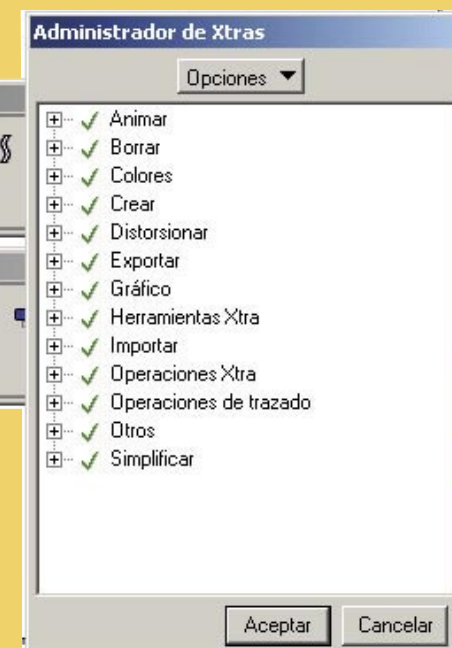 Administrador de Xtras
Opciones
Animar
Borrar
Colores
Crear
Distorsionar
Exportar
Gráfico
Herramientas Xtra
Importar
Operaciones Xtra
Operaciones de trazado
Otros
Simplificar
Aceptar
Cancelar